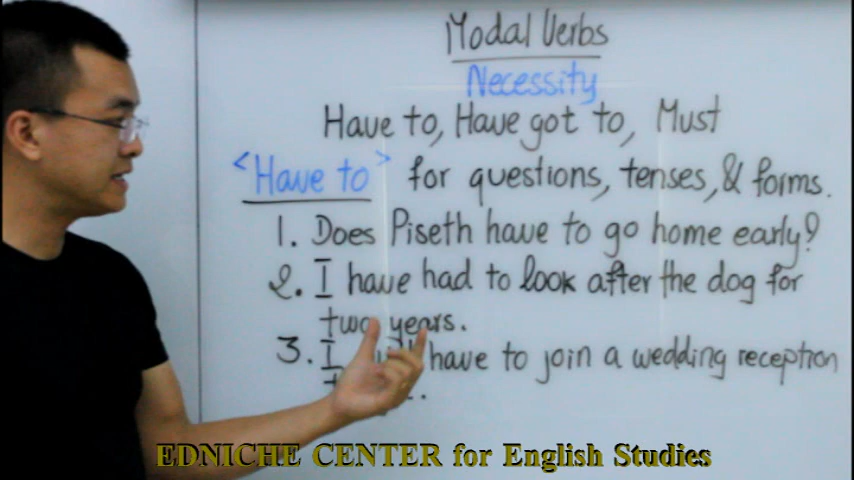 Modal Verbs
Necessity
Have to, Have got to, Must
<Have to> for questions, tenses, & forms.
1. Does Piseth have to go home early?
2. I have had to look after the dog for
two years.
3. I have to join a wedding reception
EDNICHE CENTER for English Studies